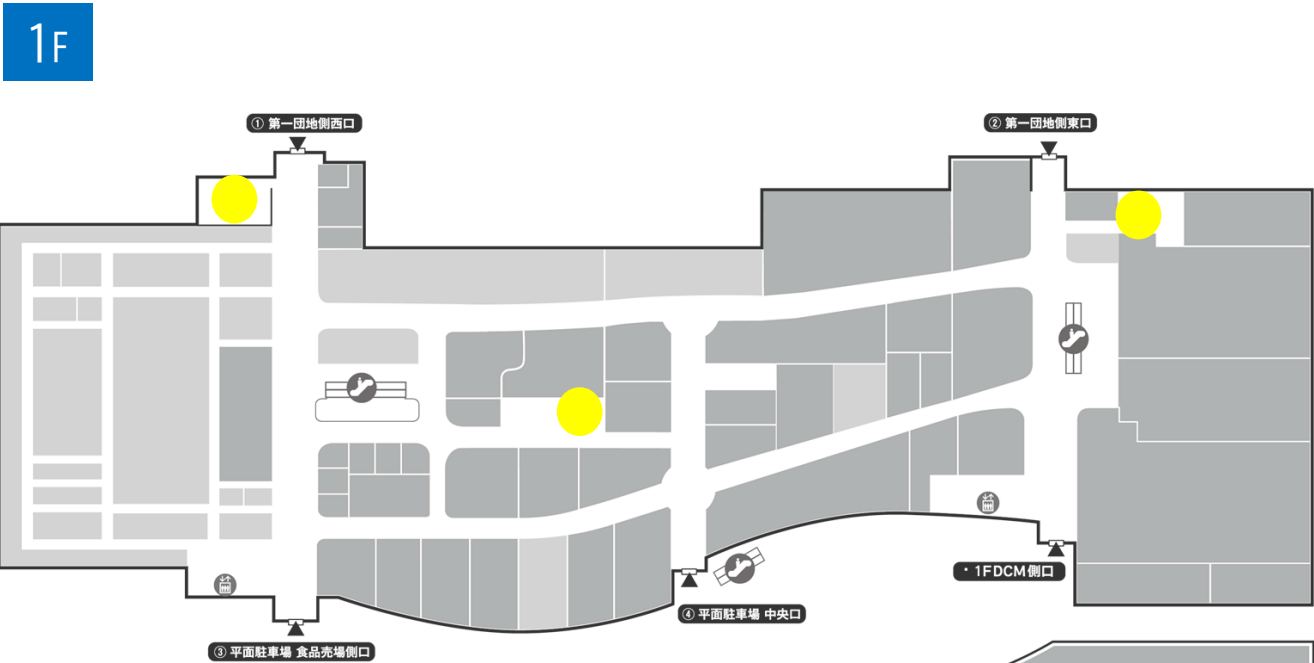 1F
① 第一団地側西口
② 第一団地側東口
・1FDCM側口
④ 平面駐車場 中央口
③ 平面駐車場 食品売場側口